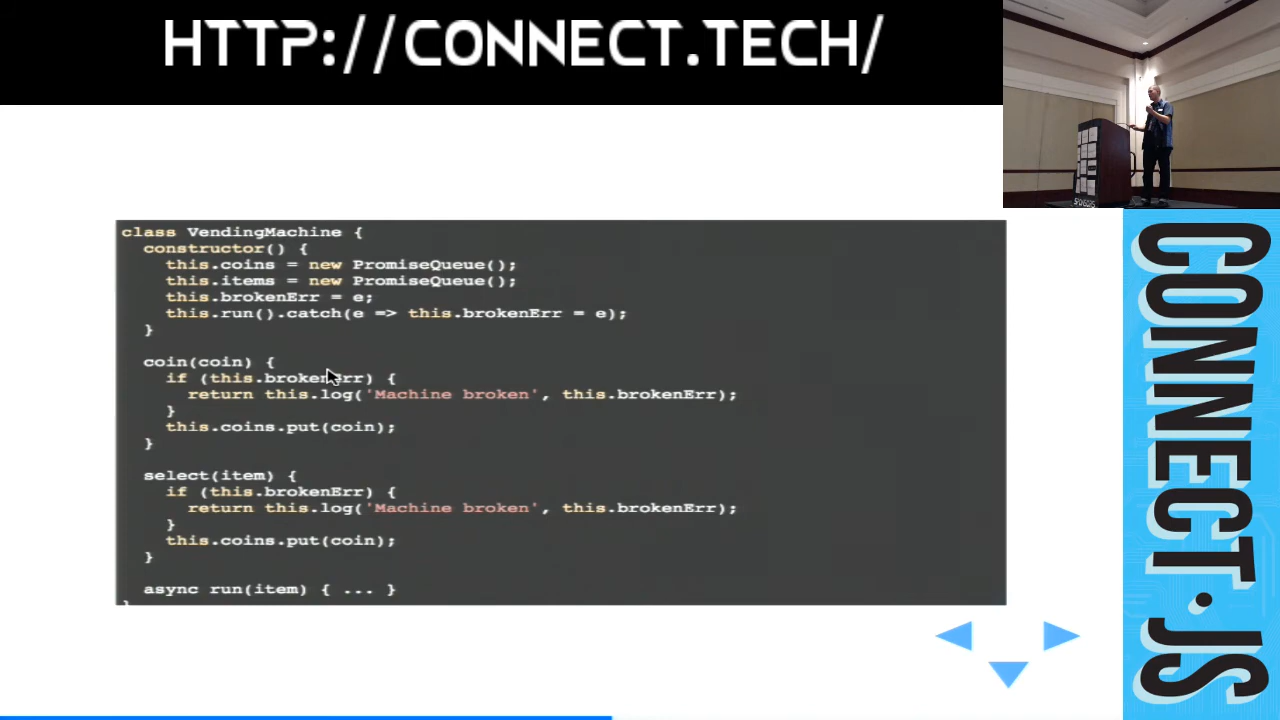 HTTP://CONNECT.TECH/
class VendingMachine {
constructor() {
this.coins = new PromiseQueue();
this.items = new PromiseQueue();
this.brokenErr = e;
this.run().catch(e => this.brokenErr = e);
}
coin(coin) {
if (this.brokenErr) {
return this.log('Machine broken', this.brokenErr);
}
this.coins.put(coin);
}
select(item) {
if (this.brokenErr) {
return this.log('Machine broken', this.brokenErr);
}
this.coins.put(coin);
}
async run(item) { ... }
}
CONNECT.JS